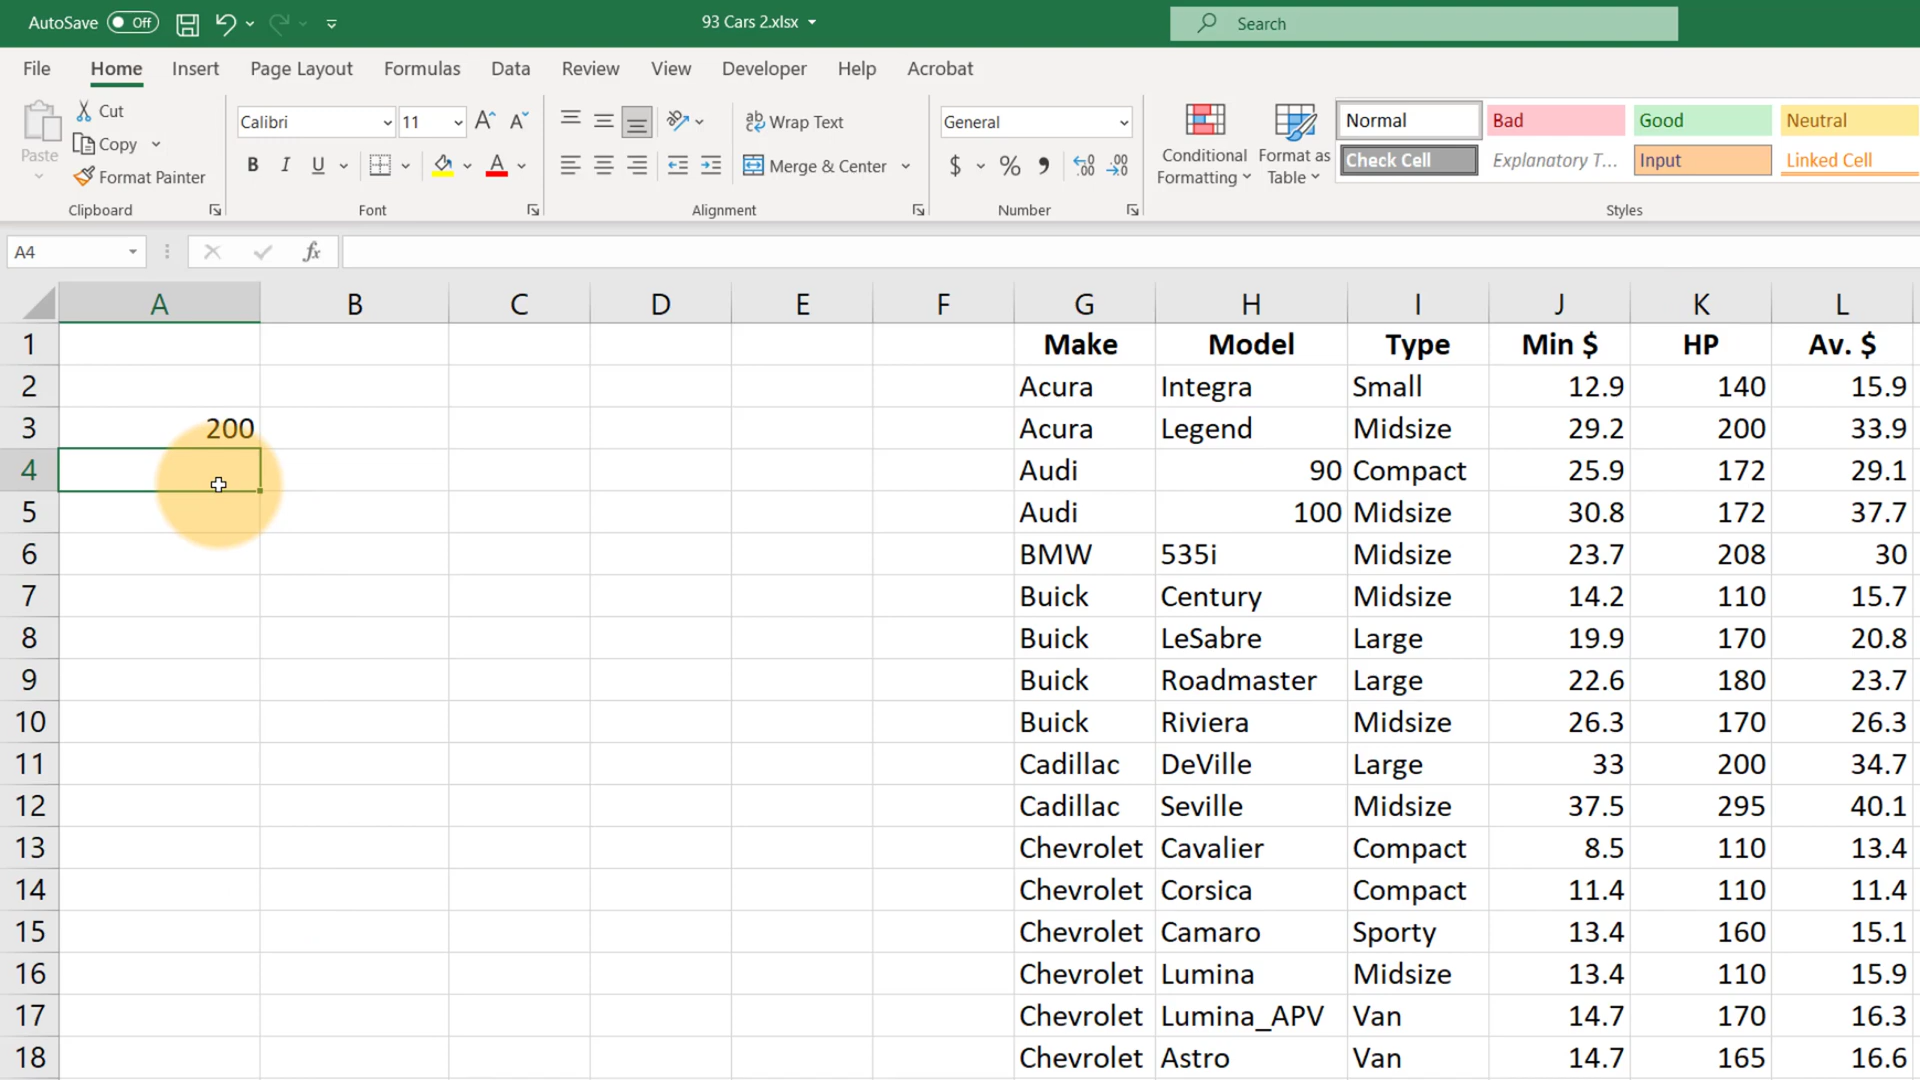 AutoSave Off 93 Cars 2.xlsx Search
File Home Insert Page Layout Formulas Data Review View Developer Help Acrobat
Paste
Cut
Copy
Format Painter
Clipboard
Calibri 11
B I U
Font
Wrap Text
Merge & Center
Alignment
General
$ % ,
Number
Conditional Formatting
Format as Table
Normal Bad Good Neutral
Check Cell Explanatory T... Input Linked Cell
Styles
A4 fx
A B C D E F G H I J K L
1 Make Model Type Min $ HP Av. $
2 Acura Integra Small 12.9 140 15.9
3 200 Acura Legend Midsize 29.2 200 33.9
4 Audi 90 Compact 25.9 172 29.1
5 Audi 100 Midsize 30.8 172 37.7
6 BMW 535i Midsize 23.7 208 30
7 Buick Century Midsize 14.2 110 15.7
8 Buick LeSabre Large 19.9 170 20.8
9 Buick Roadmaster Large 22.6 180 23.7
10 Buick Riviera Midsize 26.3 170 26.3
11 Cadillac DeVille Large 33 200 34.7
12 Cadillac Seville Midsize 37.5 295 40.1
13 Chevrolet Cavalier Compact 8.5 110 13.4
14 Chevrolet Corsica Compact 11.4 110 11.4
15 Chevrolet Camaro Sporty 13.4 160 15.1
16 Chevrolet Lumina Midsize 13.4 110 15.9
17 Chevrolet Lumina_APV Van 14.7 170 16.3
18 Chevrolet Astro Van 14.7 165 16.6